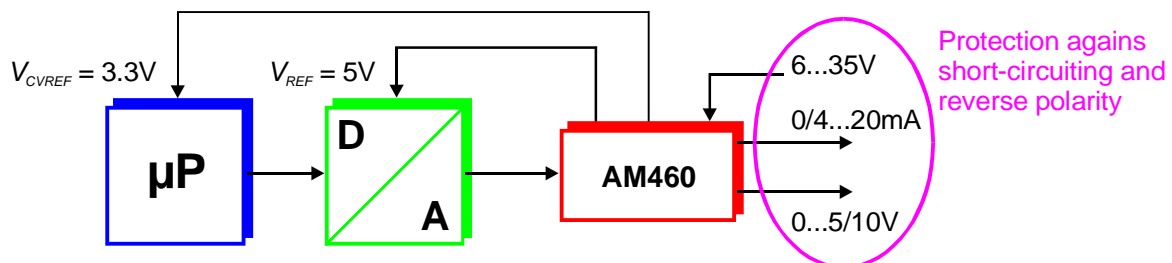 V_CVREF = 3.3V
V_REF = 5V
6...35V
Protection agains
short-circuiting and
reverse polarity
0/4...20mA
µP
D
A
AM460
0...5/10V